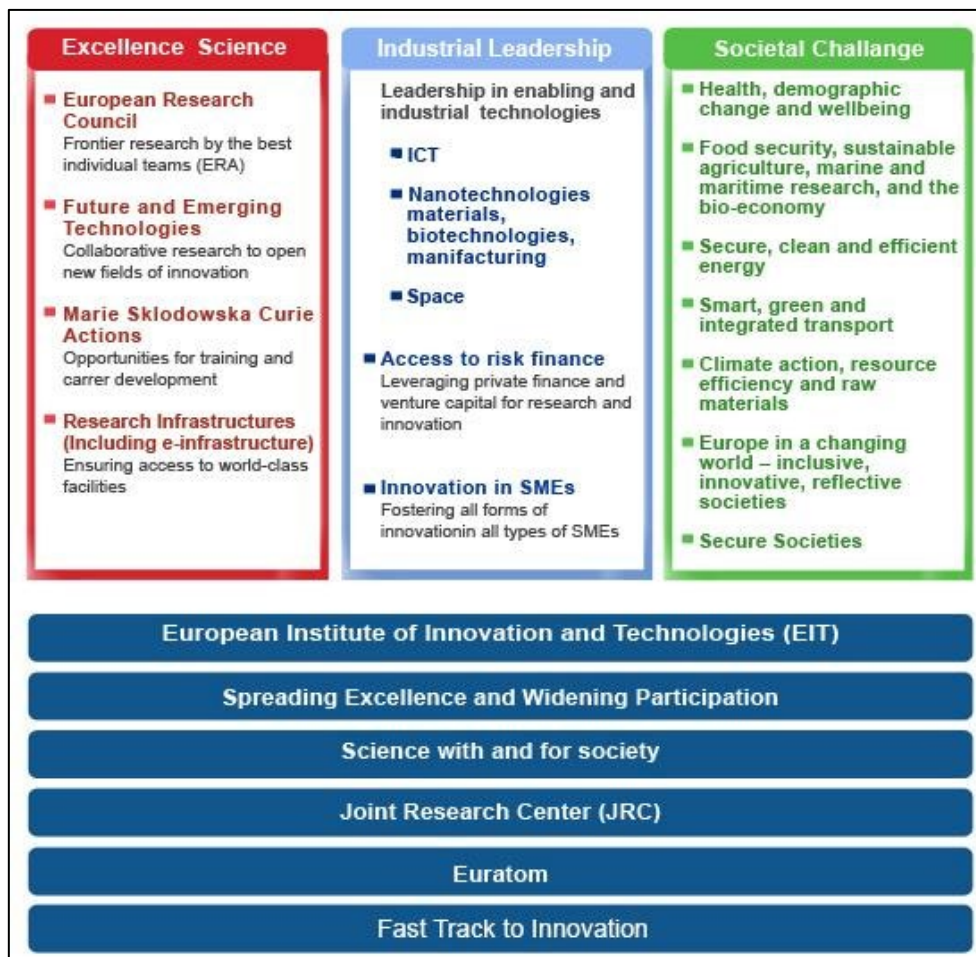 Excellence Science
European Research
Council
Frontier research by the best
individual teams (ERA)
Future and Emerging
Technologies
Collaborative research to open
new fields of innovation
Marie Sklodowska Curie
Actions
Opportunities for training and
carrer development
Research Infrastructures
(Including e-infrastructure)
Ensuring access to world-class
facilities
Industrial Leadership
Leadership in enabling and
industrial technologies
ICT
Nanotechnologies
materials,
biotechnologies,
manifacturing
Space
Access to risk finance
Leveraging private finance and
venture capital for research and
innovation
Innovation in SMEs
Fostering all forms of
innovationin all types of SMEs
Societal Challange
Health, demographic
change and wellbeing
Food security, sustainable
agriculture, marine and
maritime research, and the
bio-economy
Secure, clean and efficient
energy
Smart, green and
integrated transport
Climate action, resource
efficiency and raw
materials
Europe in a changing
world – inclusive,
innovative, reflective
societies
Secure Societies
European Institute of Innovation and Technologies (EIT)
Spreading Excellence and Widening Participation
Science with and for society
Joint Research Center (JRC)
Euratom
Fast Track to Innovation